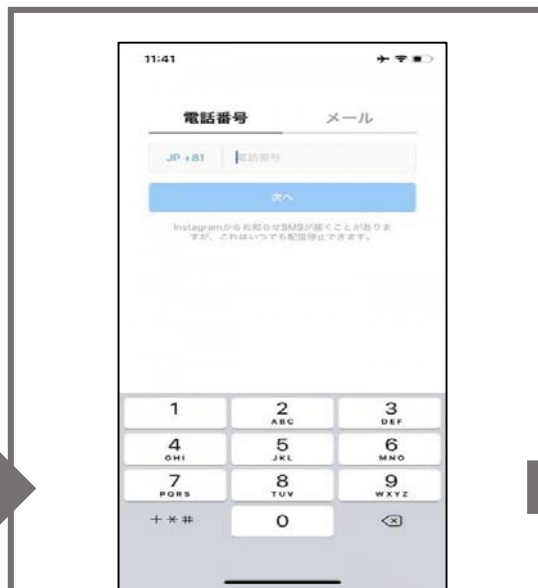 11:41
電話番号 メール
JP +81 電話番号
次へ
Instagramからお知らせSMSが届くことがありま
すが、これはいつでも配信停止できます。
1 2 3
ABC DEF
4 5 6
GHI JKL MNO
7 8 9
PQRS TUV WXYZ
+*# 0